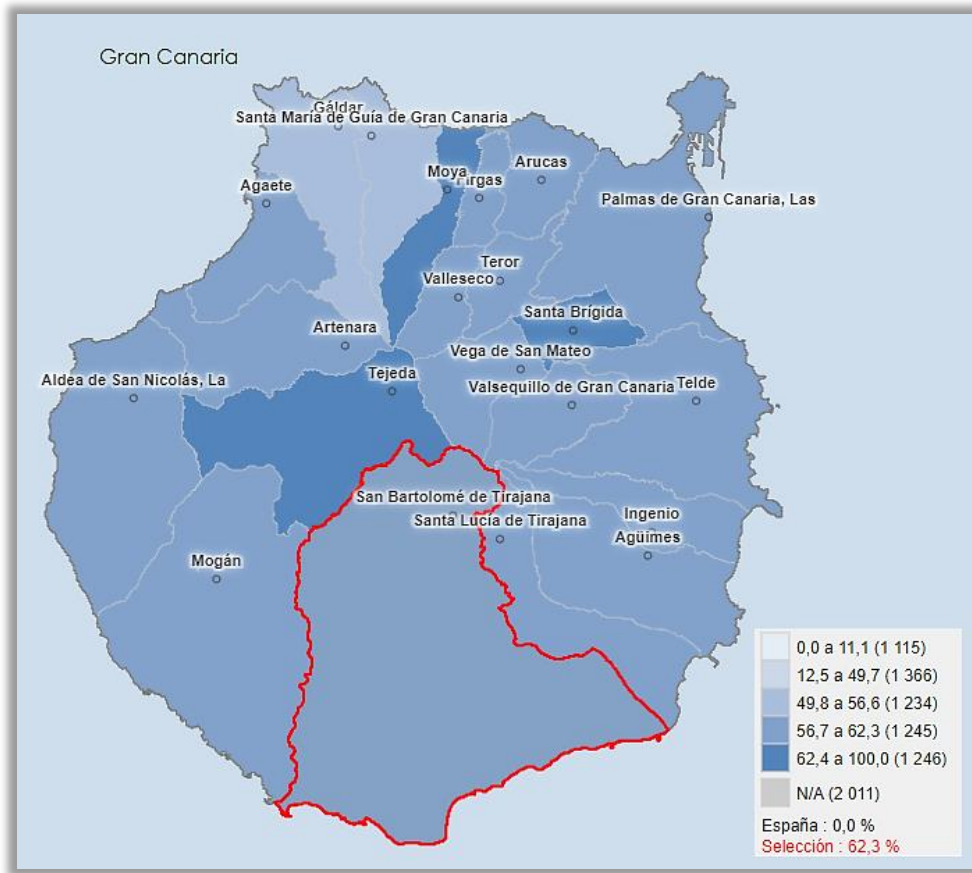 Gran Canaria
Gáldar
Santa María de Guía de Gran Canaria
Agaete
Moya
Firgas
Arucas
Palmas de Gran Canaria, Las
Teror
Valleseco
Santa Brígida
Artenara
Vega de San Mateo
Aldea de San Nicolás, La
Tejeda
Valsequillo de Gran Canaria
Telde
San Bartolomé de Tirajana
Santa Lucía de Tirajana
Ingenio
Agüimes
Mogán
0,0 a 11,1 (1 115)
12,5 a 49,7 (1 366)
49,8 a 56,6 (1 234)
56,7 a 62,3 (1 245)
62,4 a 100,0 (1 246)
N/A (2 011)
España : 0,0 %
Selección : 62,3 %